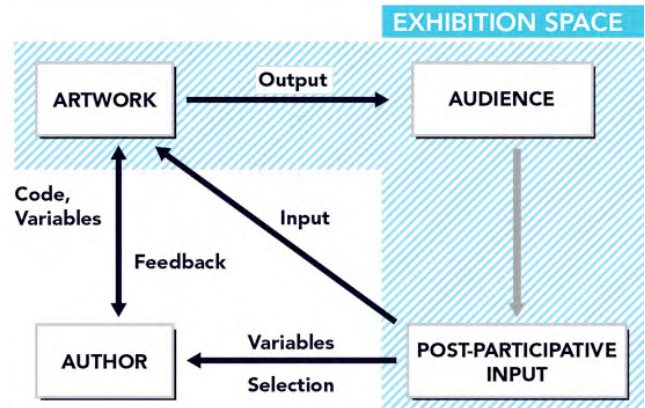 EXHIBITION SPACE
ARTWORK
Output
AUDIENCE
Code,
Variables
Input
Feedback
AUTHOR
Variables
Selection
POST-PARTICIPATIVE
INPUT